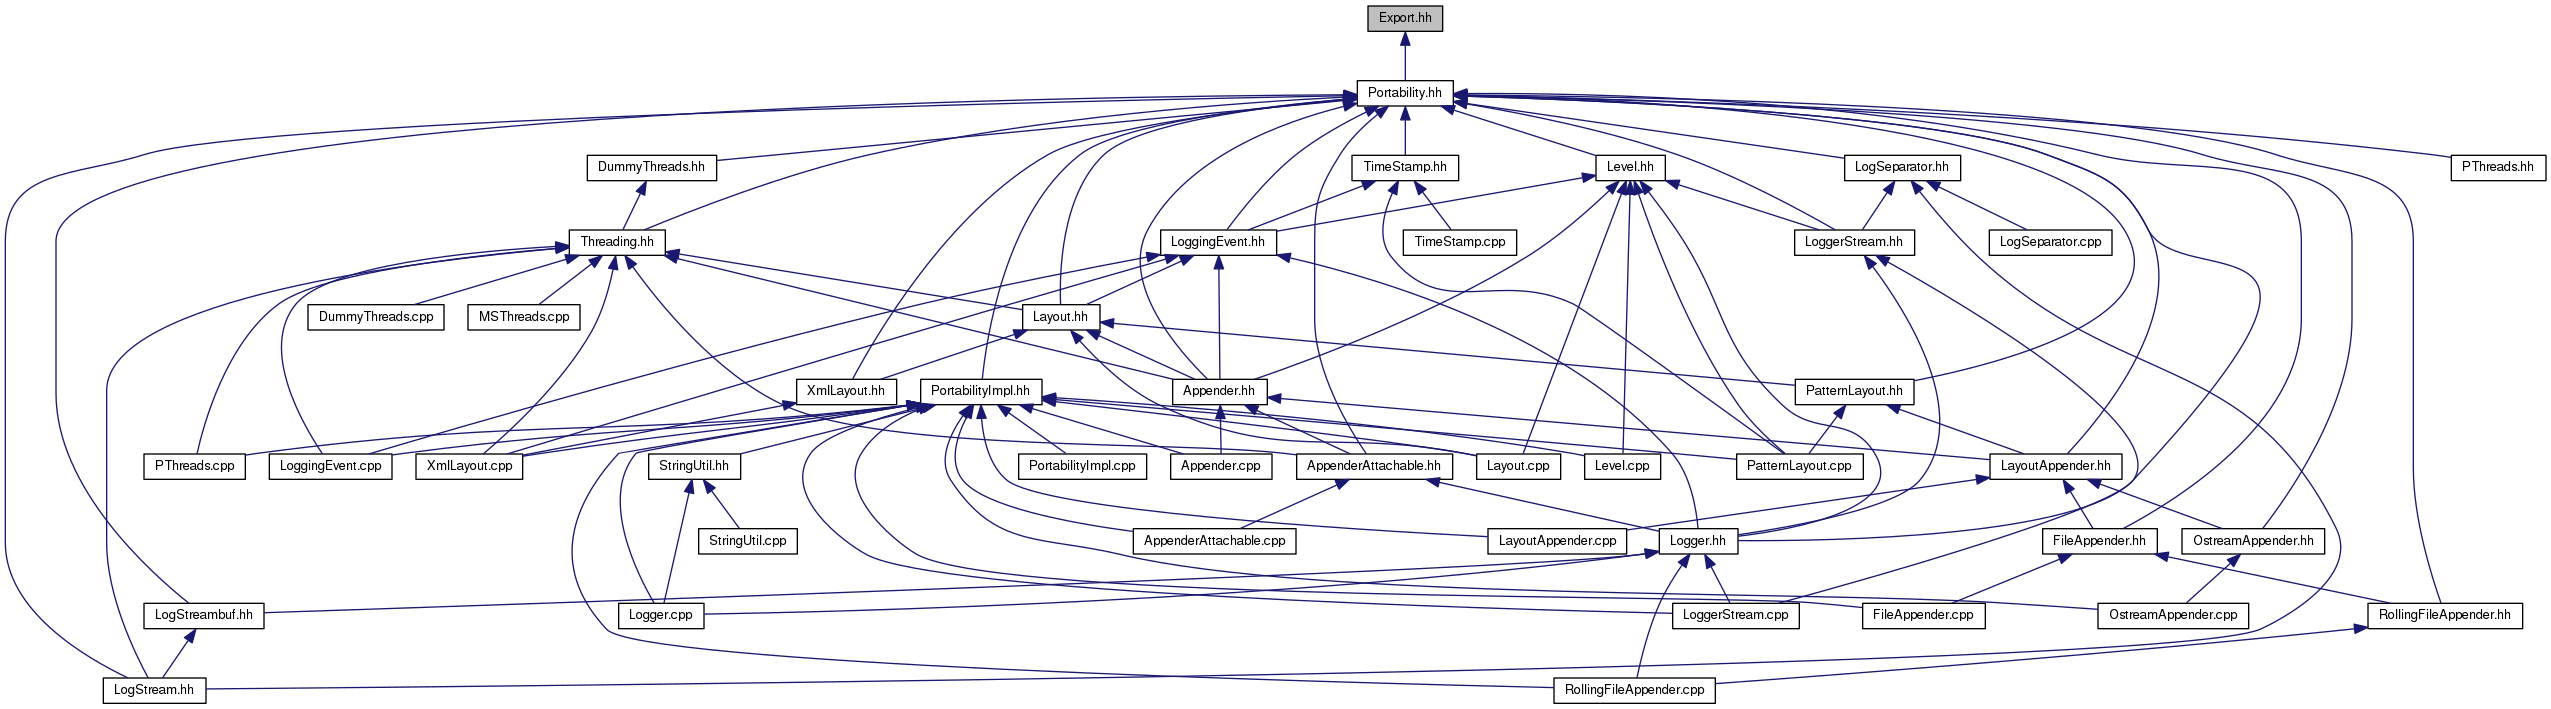 Export.hh
Portability.hh
DummyThreads.hh
TimeStamp.hh
Level.hh
LogSeparator.hh
PThreads.hh
Threading.hh
LoggingEvent.hh
TimeStamp.cpp
LoggerStream.hh
LogSeparator.cpp
DummyThreads.cpp
MSThreads.cpp
Layout.hh
XmlLayout.hh
PortabilityImpl.hh
Appender.hh
PatternLayout.hh
PThreads.cpp
LoggingEvent.cpp
XmlLayout.cpp
StringUtil.hh
PortabilityImpl.cpp
Appender.cpp
AppenderAttachable.hh
Layout.cpp
Level.cpp
PatternLayout.cpp
LayoutAppender.hh
StringUtil.cpp
AppenderAttachable.cpp
LayoutAppender.cpp
Logger.hh
FileAppender.hh
OstreamAppender.hh
LogStreambuf.hh
Logger.cpp
LoggerStream.cpp
FileAppender.cpp
OstreamAppender.cpp
RollingFileAppender.hh
LogStream.hh
RollingFileAppender.cpp